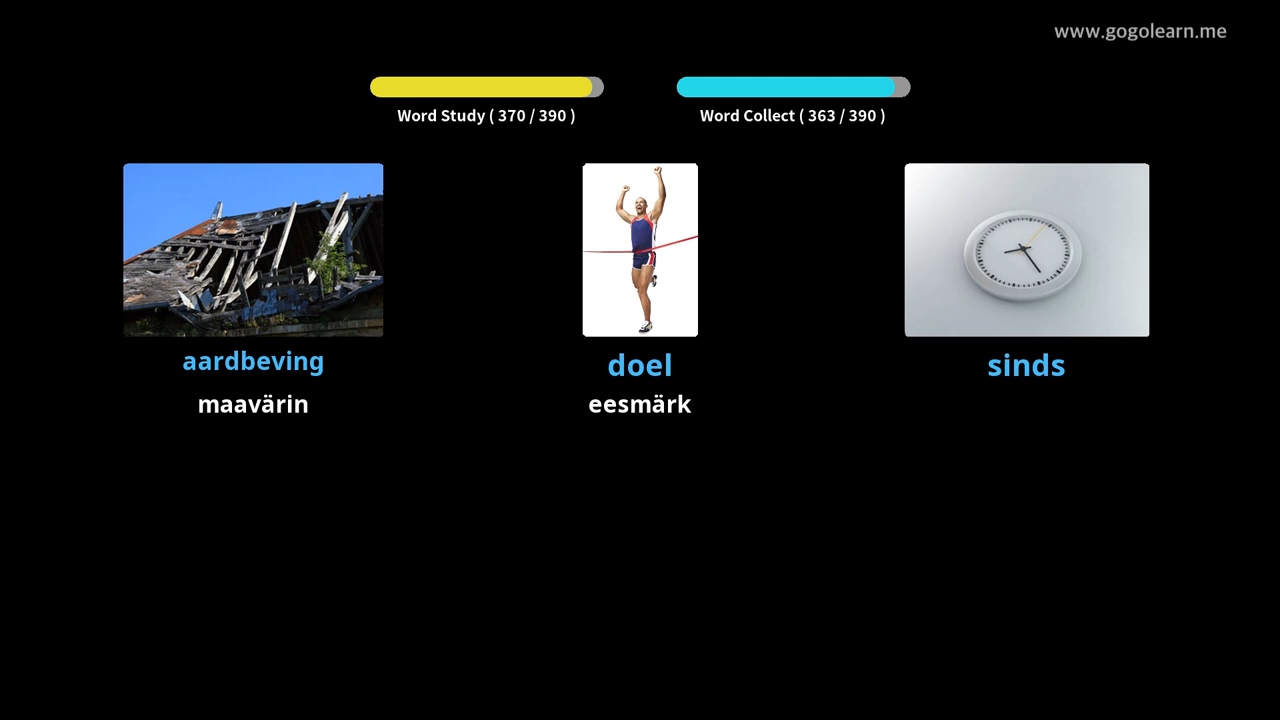 www.gogolearn.me
Word Study ( 370 / 390 )
Word Collect ( 363 / 390 )
aardbeving
doel
sinds
maavärin
eesmärk